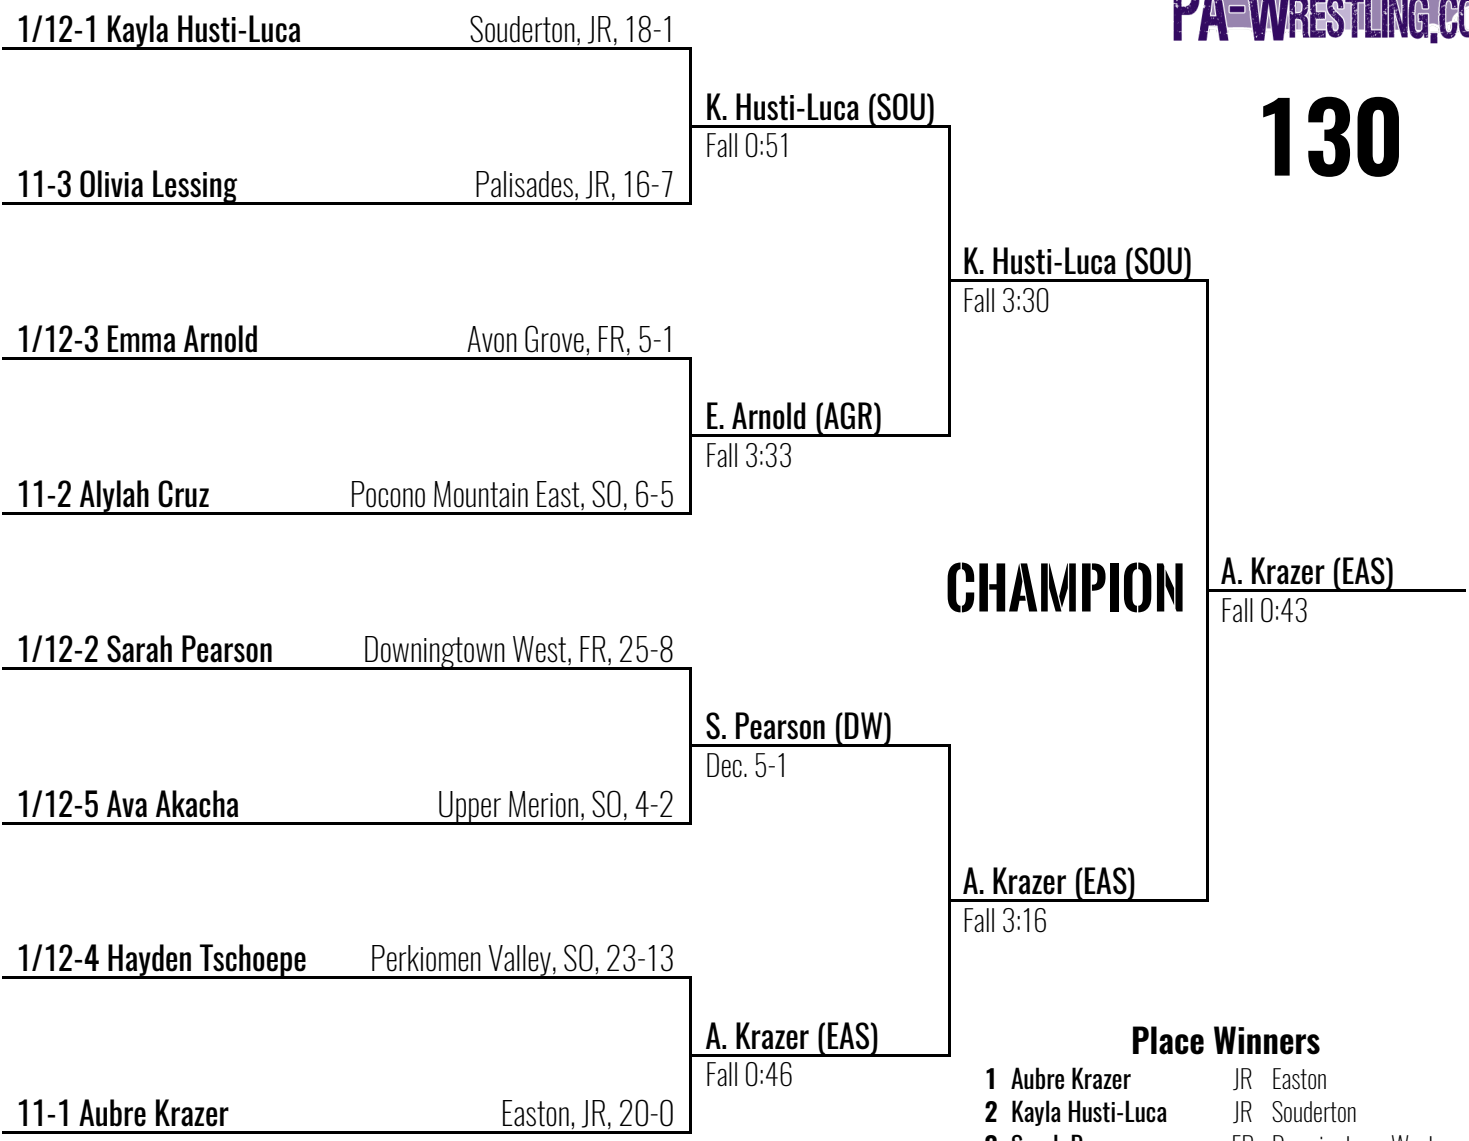 PA-WRESTLING.CO
130
1/12-1 Kayla Husti-Luca Souderton, JR, 18-1
K. Husti-Luca (SOU)
Fall 0:51
11-3 Olivia Lessing Palisades, JR, 16-7
K. Husti-Luca (SOU)
Fall 3:30
1/12-3 Emma Arnold Avon Grove, FR, 5-1
E. Arnold (AGR)
Fall 3:33
11-2 Alylah Cruz Pocono Mountain East, SO, 6-5
CHAMPION
A. Krazer (EAS)
Fall 0:43
1/12-2 Sarah Pearson Downingtown West, FR, 25-8
S. Pearson (DW)
Dec. 5-1
1/12-5 Ava Akacha Upper Merion, SO, 4-2
A. Krazer (EAS)
Fall 3:16
1/12-4 Hayden Tschoepe Perkiomen Valley, SO, 23-13
A. Krazer (EAS)
Fall 0:46
11-1 Aubre Krazer Easton, JR, 20-0
Place Winners
1 Aubre Krazer JR Easton
2 Kayla Husti-Luca JR Souderton